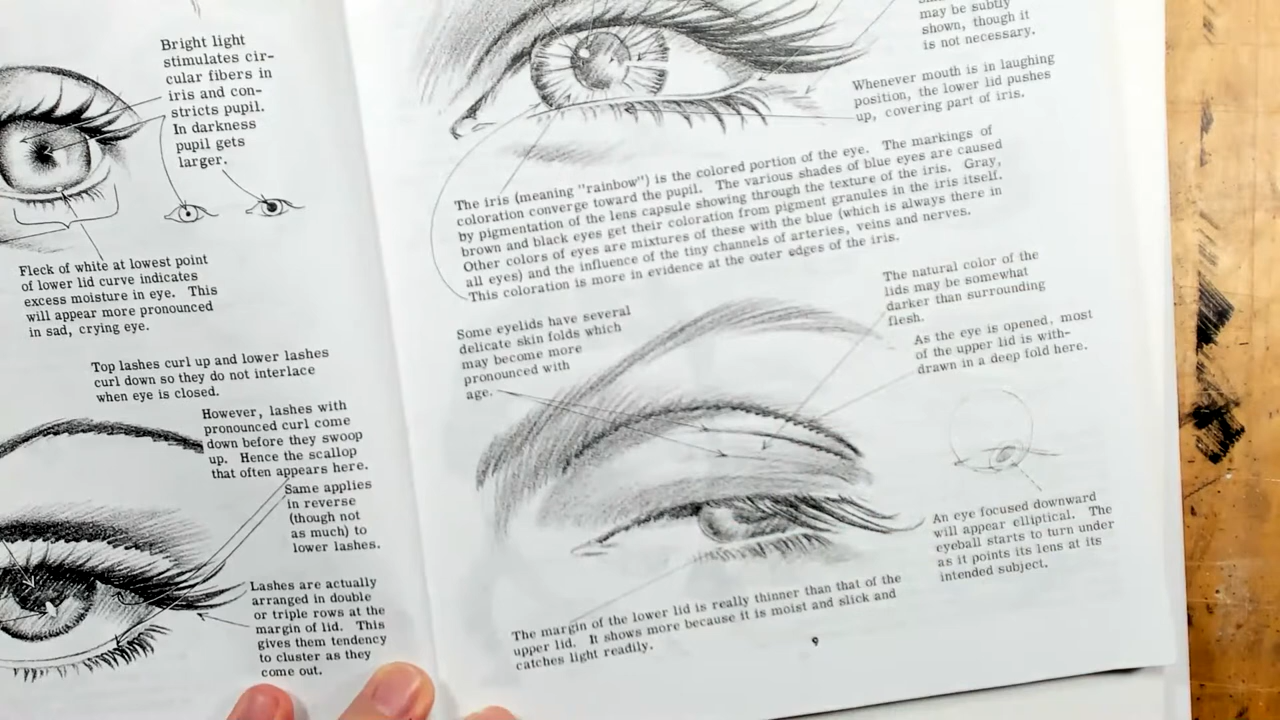 Bright light
stimulates cir-
cular fibers in
iris and con-
stricts pupil.
In darkness
pupil gets
larger.
Fleck of white at lowest point
of lower lid curve indicates
excess moisture in eye. This
will appear more pronounced
in sad, crying eye.
Top lashes curl up and lower lashes
curl down so they do not interlace
when eye is closed.
However, lashes with
pronounced curl come
down before they swoop
up. Hence the scallop
that often appears here.
Same applies
in reverse
(though not
as much) to
lower lashes.
Lashes are actually
arranged in double
or triple rows at the
margin of lid. This
gives them tendency
to cluster as they
come out.
may be subtly
shown, though it
is not necessary.
Whenever mouth is in laughing
position, the lower lid pushes
up, covering part of iris.
The iris (meaning "rainbow") is the colored portion of the eye. The markings of
coloration converge toward the pupil. The various shades of blue eyes are caused
by pigmentation of the lens capsule showing through the texture of the iris. Gray,
brown and black eyes get their coloration from pigment granules in the iris itself.
Other colors of eyes are mixtures of these with the blue (which is always there in
all eyes) and the influence of the tiny channels of arteries, veins and nerves.
This coloration is more in evidence at the outer edges of the iris.
Some eyelids have several
delicate skin folds which
may become more
pronounced with
age.
The natural color of the
lids may be somewhat
darker than surrounding
flesh.
As the eye is opened, most
of the upper lid is with-
drawn in a deep fold here.
An eye focused downward
will appear elliptical. The
eyeball starts to turn under
as it points its lens at its
intended subject.
The margin of the lower lid is really thinner than that of the
upper lid. It shows more because it is moist and slick and
catches light readily.
9